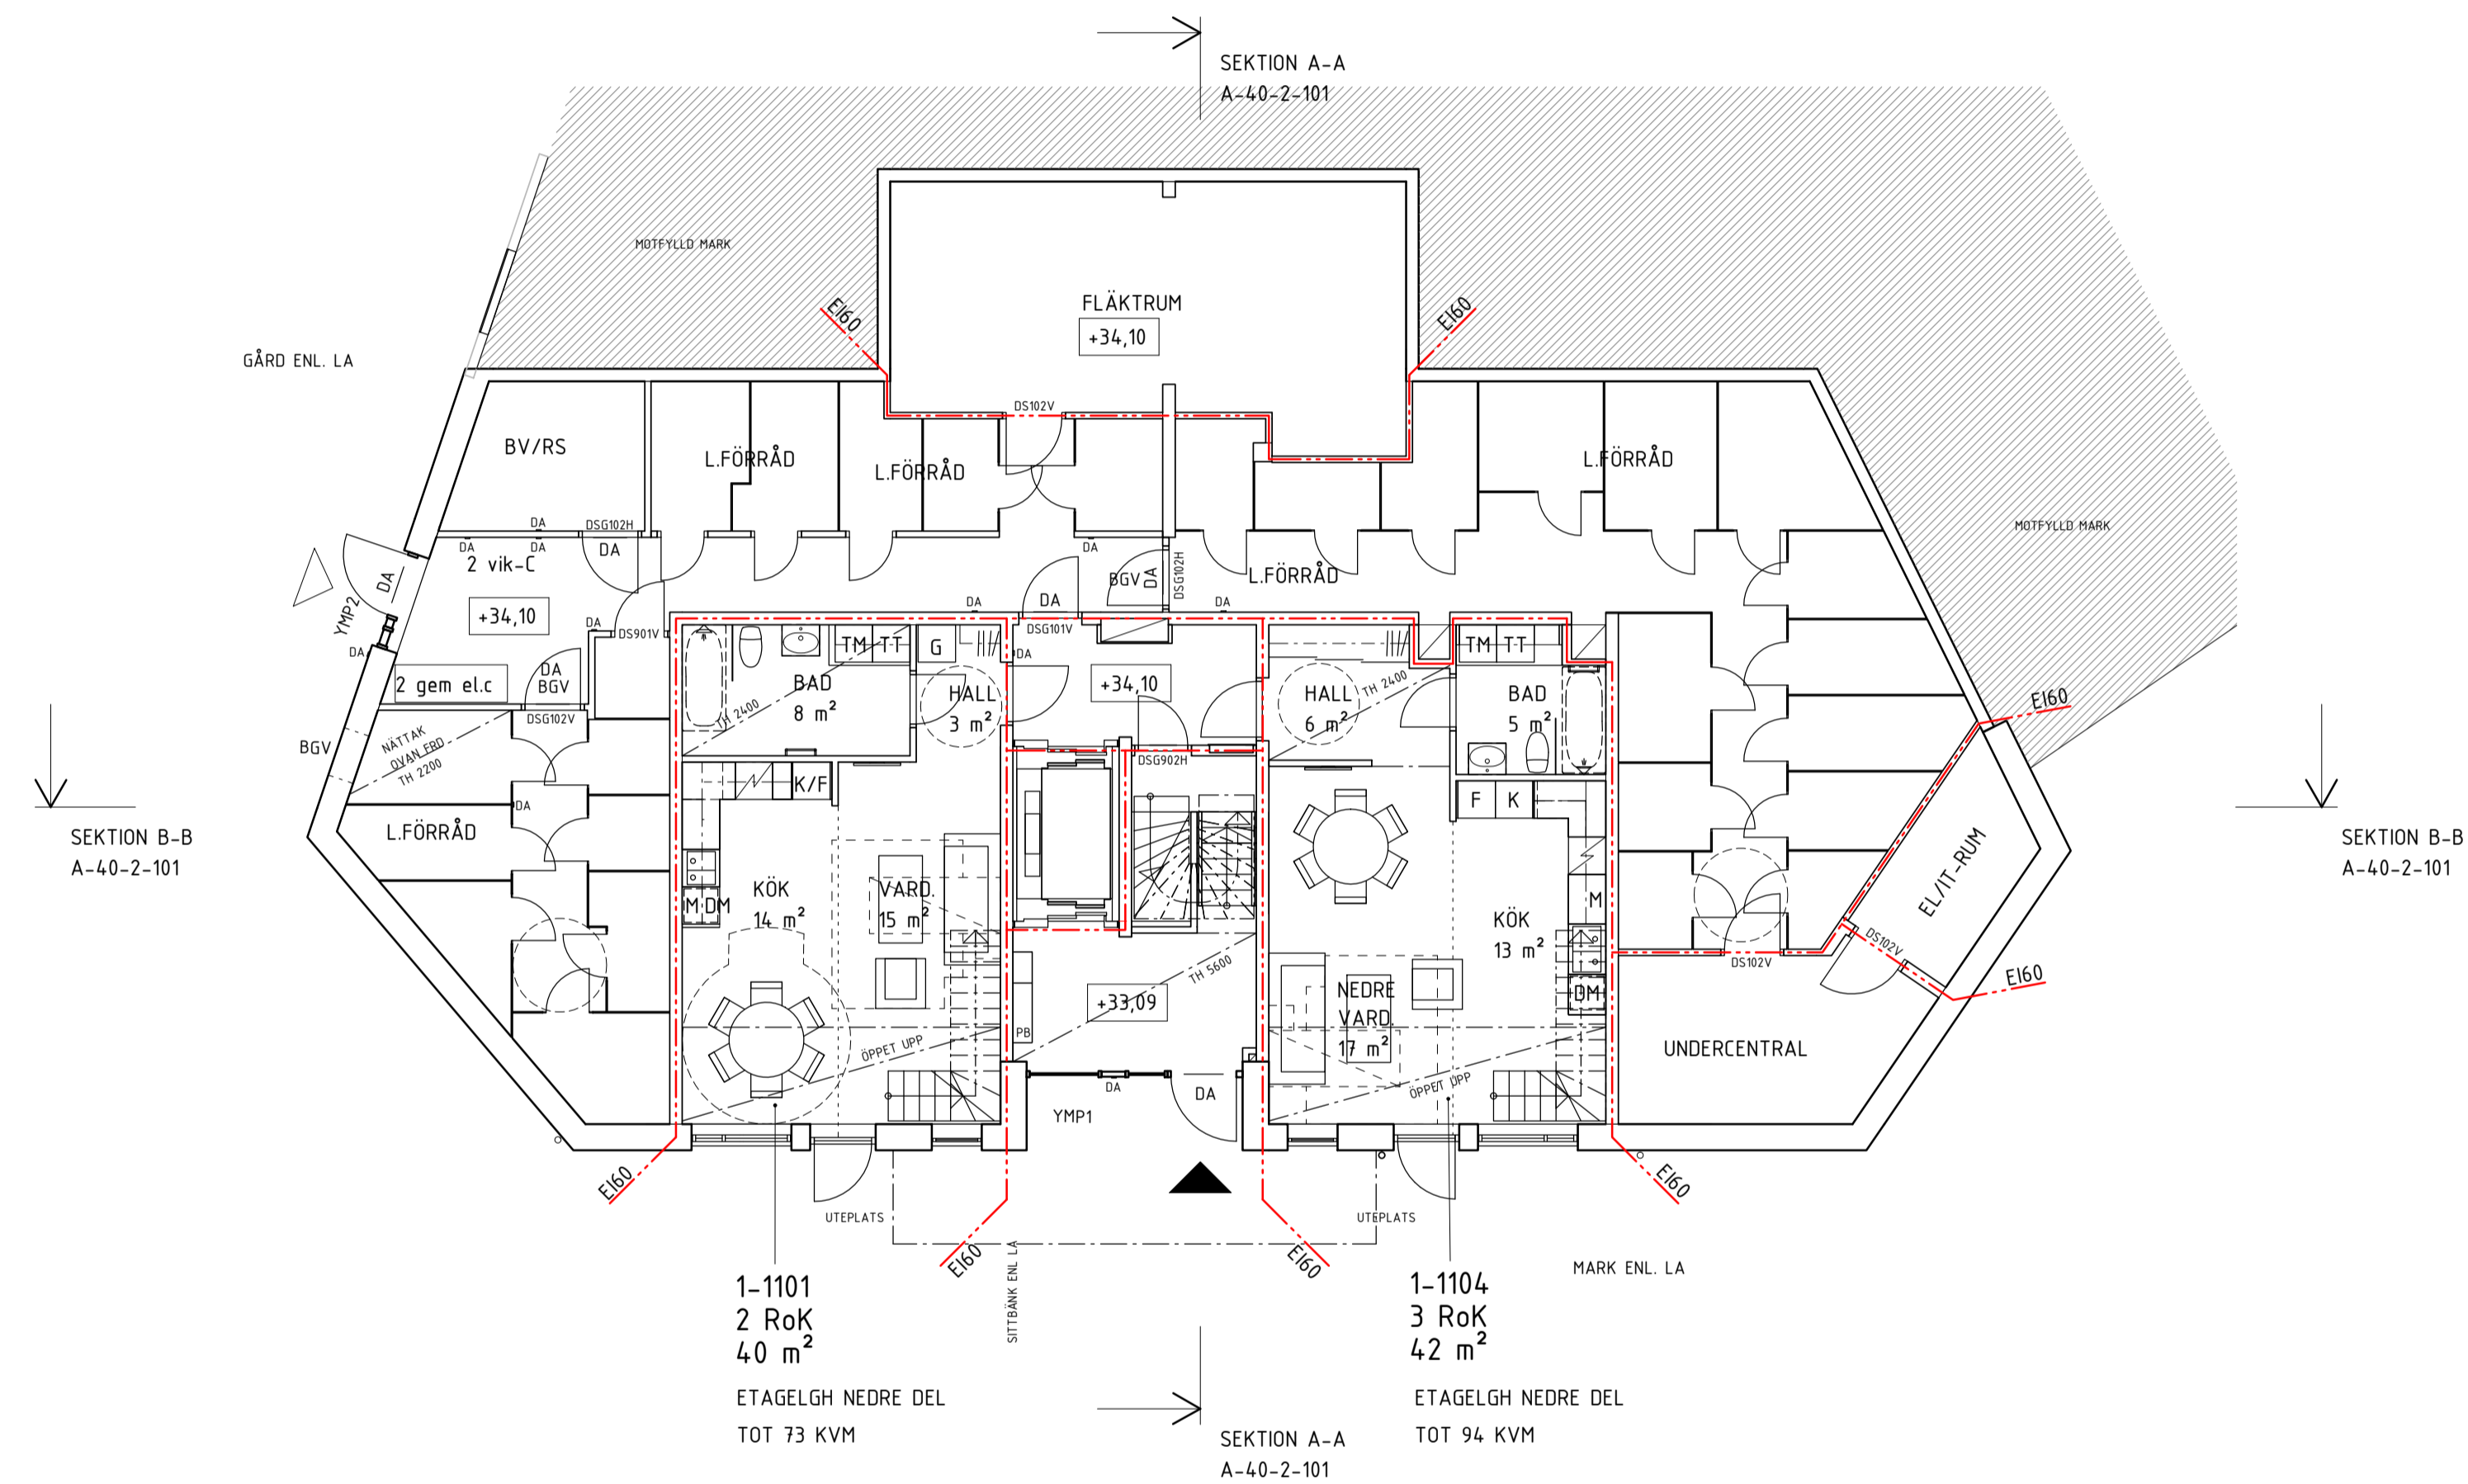 SEKTION A-A
A-40-2-101
MOTFYLLD MARK
FLÄKTRUM
+34,10
EI60
EI60
GÅRD ENL. LA
DS102V
BV/RS
L.FÖRRÅD
L.FÖRRÅD
L.FÖRRÅD
MOTFYLLD MARK
DA
DSG102H
DA
DA
DA
DA
2 vik-C
DA
YMP2
BGV
DA
DSG102H
L.FÖRRÅD
+34,10
DA
DS901V
DA
DA
DSG101V
DA
DA
TM
TT
G
DA
TM
TT
2 gem el.c
DA
BGV
DSG102V
BAD
8 m²
TH 2400
HALL
3 m²
+34,10
HALL
6 m²
TH 2400
BAD
5 m²
EI60
BGV
NÄTTAK
OVAN FRD
TH 2200
DSG902H
K/F
F
K
DA
L.FÖRRÅD
SEKTION B-B
A-40-2-101
SEKTION B-B
A-40-2-101
EL/IT-RUM
M
DM
KÖK
14 m²
VARD.
15 m²
M
KÖK
13 m²
DS102V
DS102V
EI60
TH 5600
+33,09
PB
DM
NEDRE
VARD.
17 m²
UNDERCENTRAL
ÖPPET UPP
ÖPPET UPP
DA
DA
YMP1
EI60
EI60
UTEPLATS
UTEPLATS
EI60
EI60
SITTBÄNK ENL LA
MARK ENL. LA
1-1101
2 RoK
40 m²
ETAGELGH NEDRE DEL
TOT 73 KVM
1-1104
3 RoK
42 m²
ETAGELGH NEDRE DEL
TOT 94 KVM
SEKTION A-A
A-40-2-101